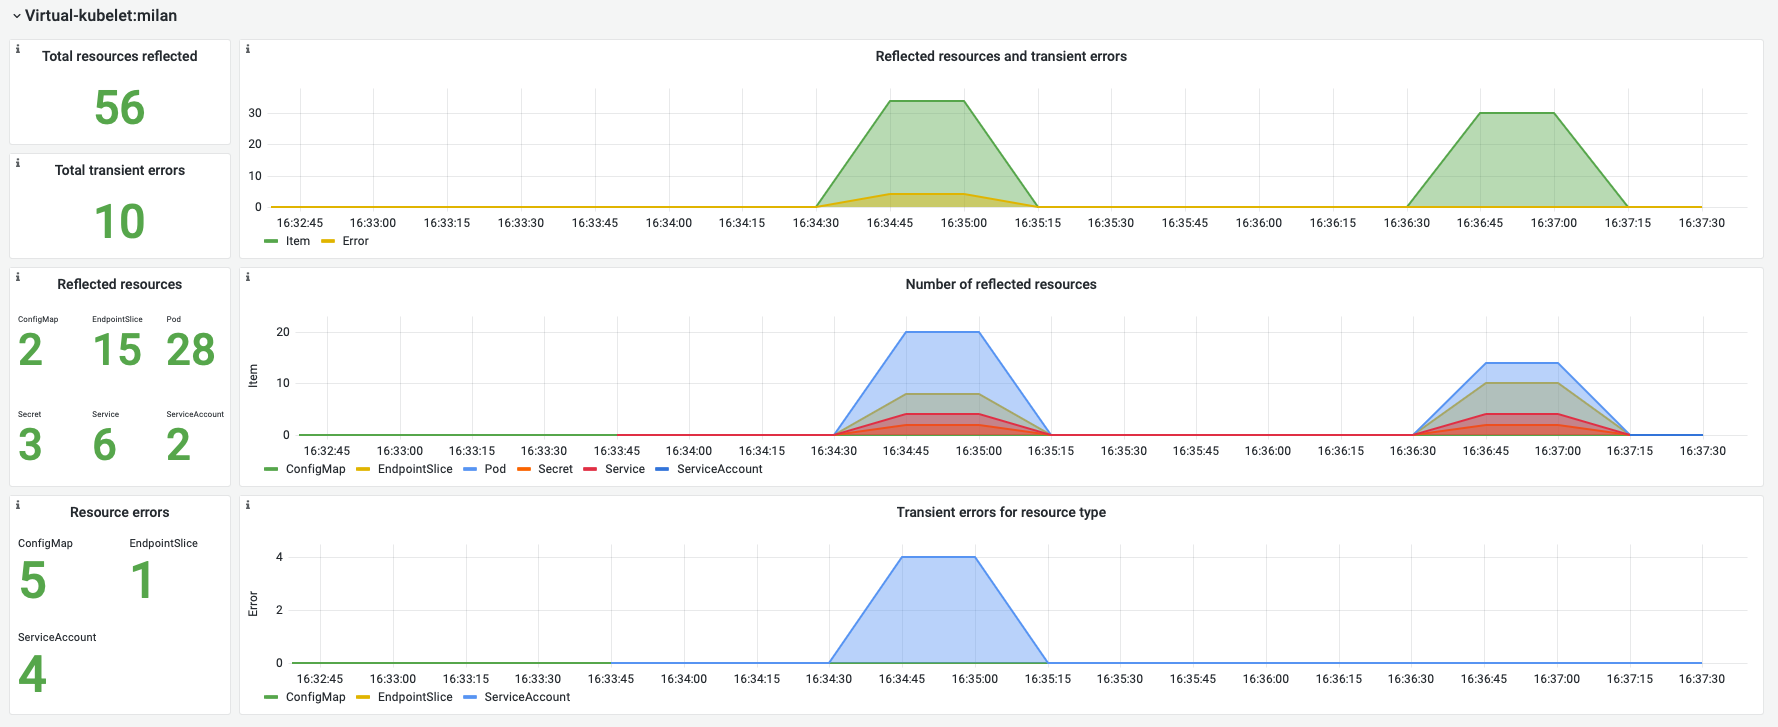 Virtual-kubelet:milan
Total resources reflected
56
Total transient errors
10
Reflected resources and transient errors
30
20
10
0
16:32:45 16:33:00 16:33:15 16:33:30 16:33:45 16:34:00 16:34:15 16:34:30 16:34:45 16:35:00 16:35:15 16:35:30 16:35:45 16:36:00 16:36:15 16:36:30 16:36:45 16:37:00 16:37:15 16:37:30
Item Error
Reflected resources
ConfigMap EndpointSlice Pod
2 15 28
Secret Service ServiceAccount
3 6 2
Number of reflected resources
Item
20
10
0
16:32:45 16:33:00 16:33:15 16:33:30 16:33:45 16:34:00 16:34:15 16:34:30 16:34:45 16:35:00 16:35:15 16:35:30 16:35:45 16:36:00 16:36:15 16:36:30 16:36:45 16:37:00 16:37:15 16:37:30
ConfigMap EndpointSlice Pod Secret Service ServiceAccount
Resource errors
ConfigMap EndpointSlice
5 1
ServiceAccount
4
Transient errors for resource type
Error
4
2
0
16:32:45 16:33:00 16:33:15 16:33:30 16:33:45 16:34:00 16:34:15 16:34:30 16:34:45 16:35:00 16:35:15 16:35:30 16:35:45 16:36:00 16:36:15 16:36:30 16:36:45 16:37:00 16:37:15 16:37:30
ConfigMap EndpointSlice ServiceAccount